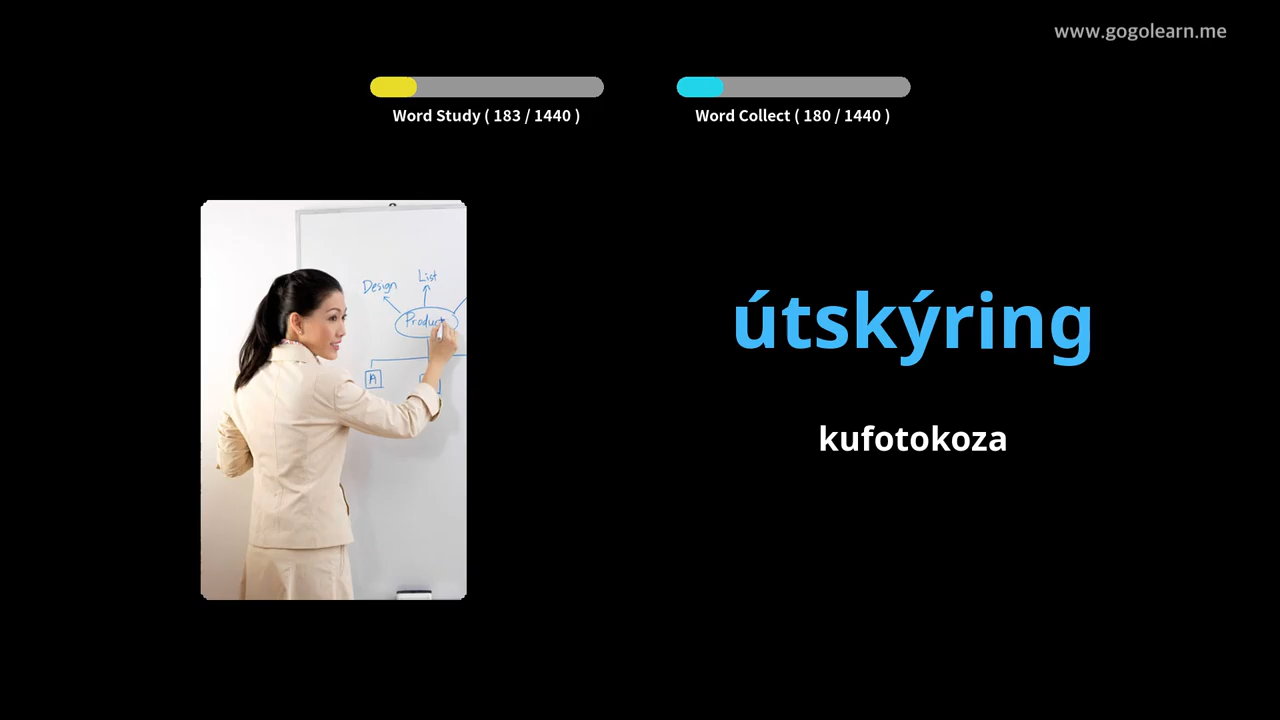 www.gogolearn.me
Word Study ( 183 / 1440 )
Word Collect ( 180 / 1440 )
List
Design
Product
A
útskýring
kufotokoza